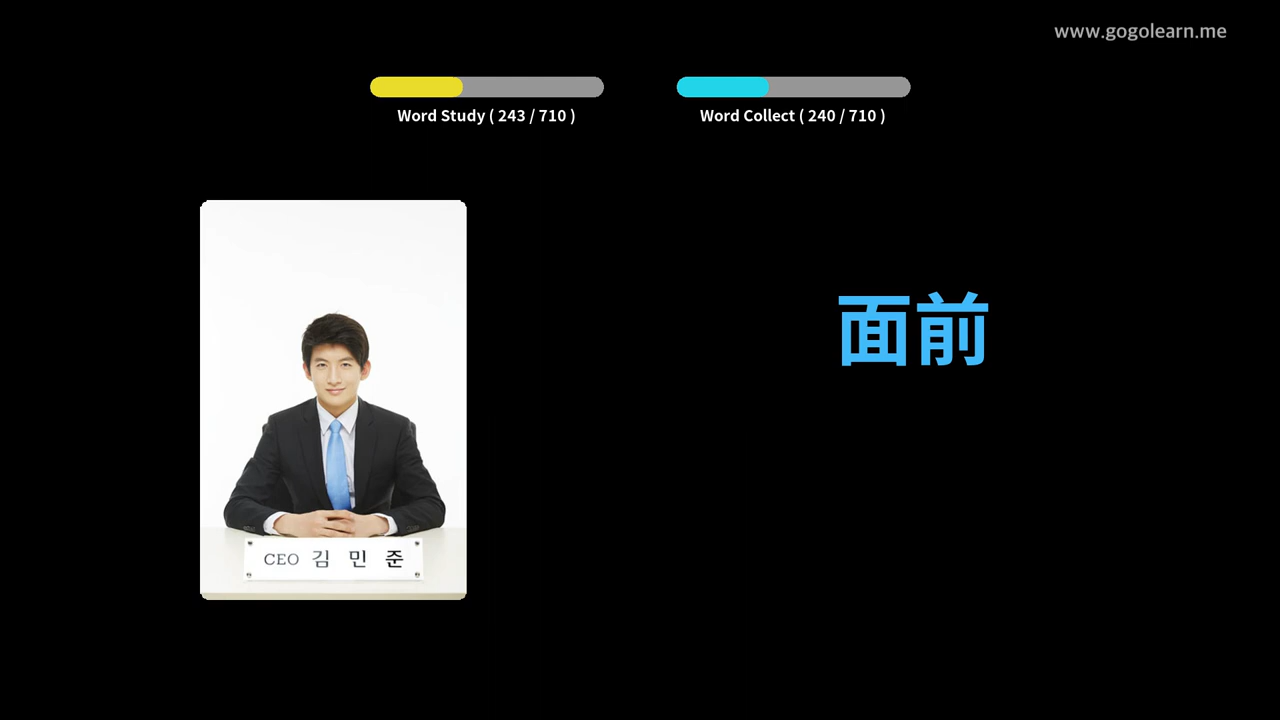 www.gogolearn.me
Word Study ( 243 / 710 )
Word Collect ( 240 / 710 )
面前
CEO 김 민 준